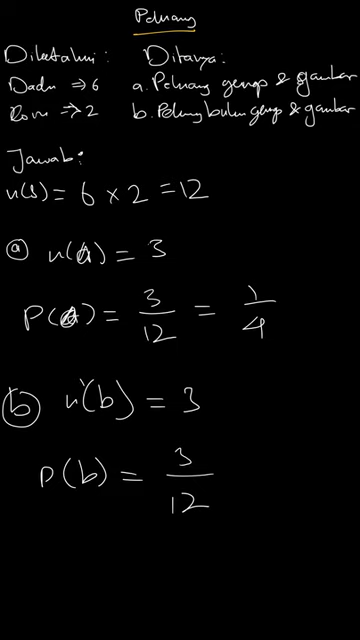 Peluang
Diketahui: Ditanya:
Dadu => 6 a. Peluang genap & gambar
Koin => 2 b. Peluang bukan genap & gambar
Jawab:
n(S) = 6 × 2 = 12
a n(A) = 3
P(A) = 3/12 = 1/4
b n(b) = 3
P(b) = 3/12